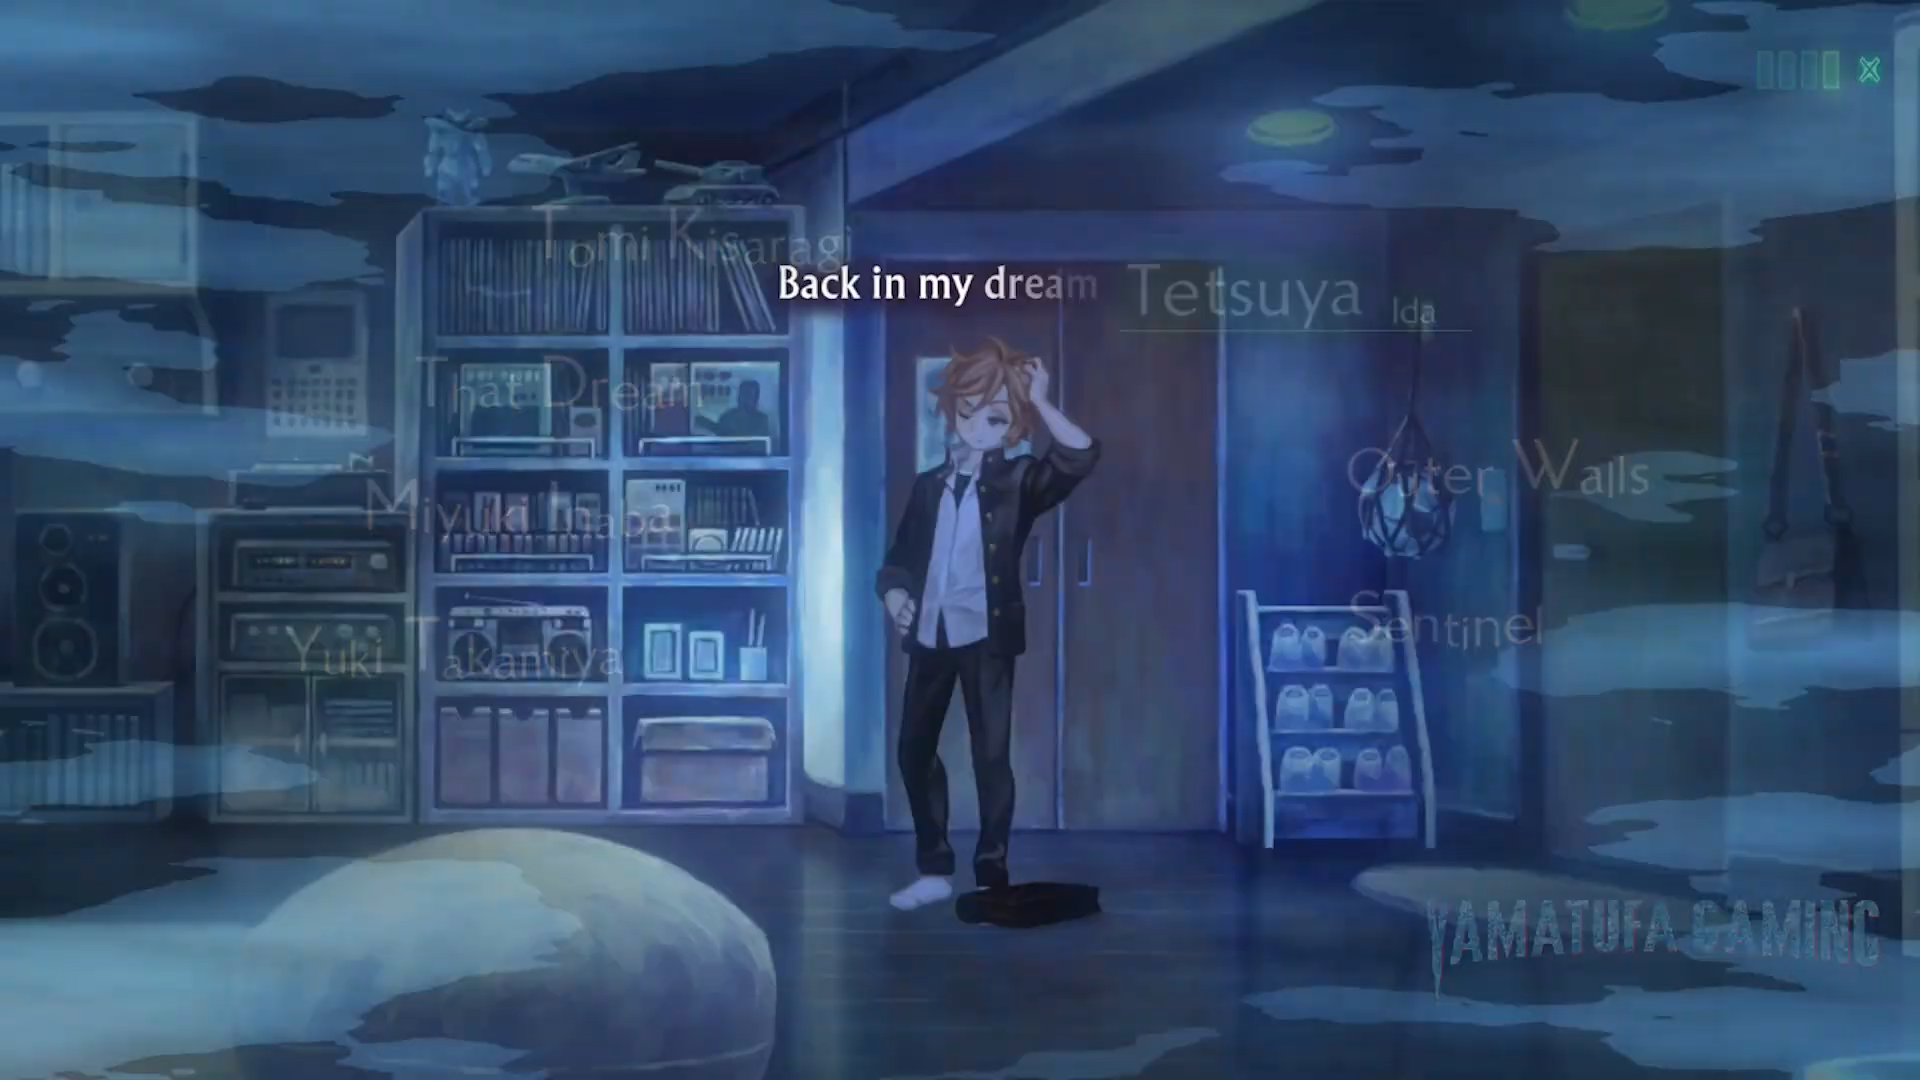 Tomi Kisaragi
Back in my dream
Tetsuya Ida
That Dream
Outer Walls
Miyuki Inaba
Sentinel
Yuki Takamiya
YAMATUFA GAMING